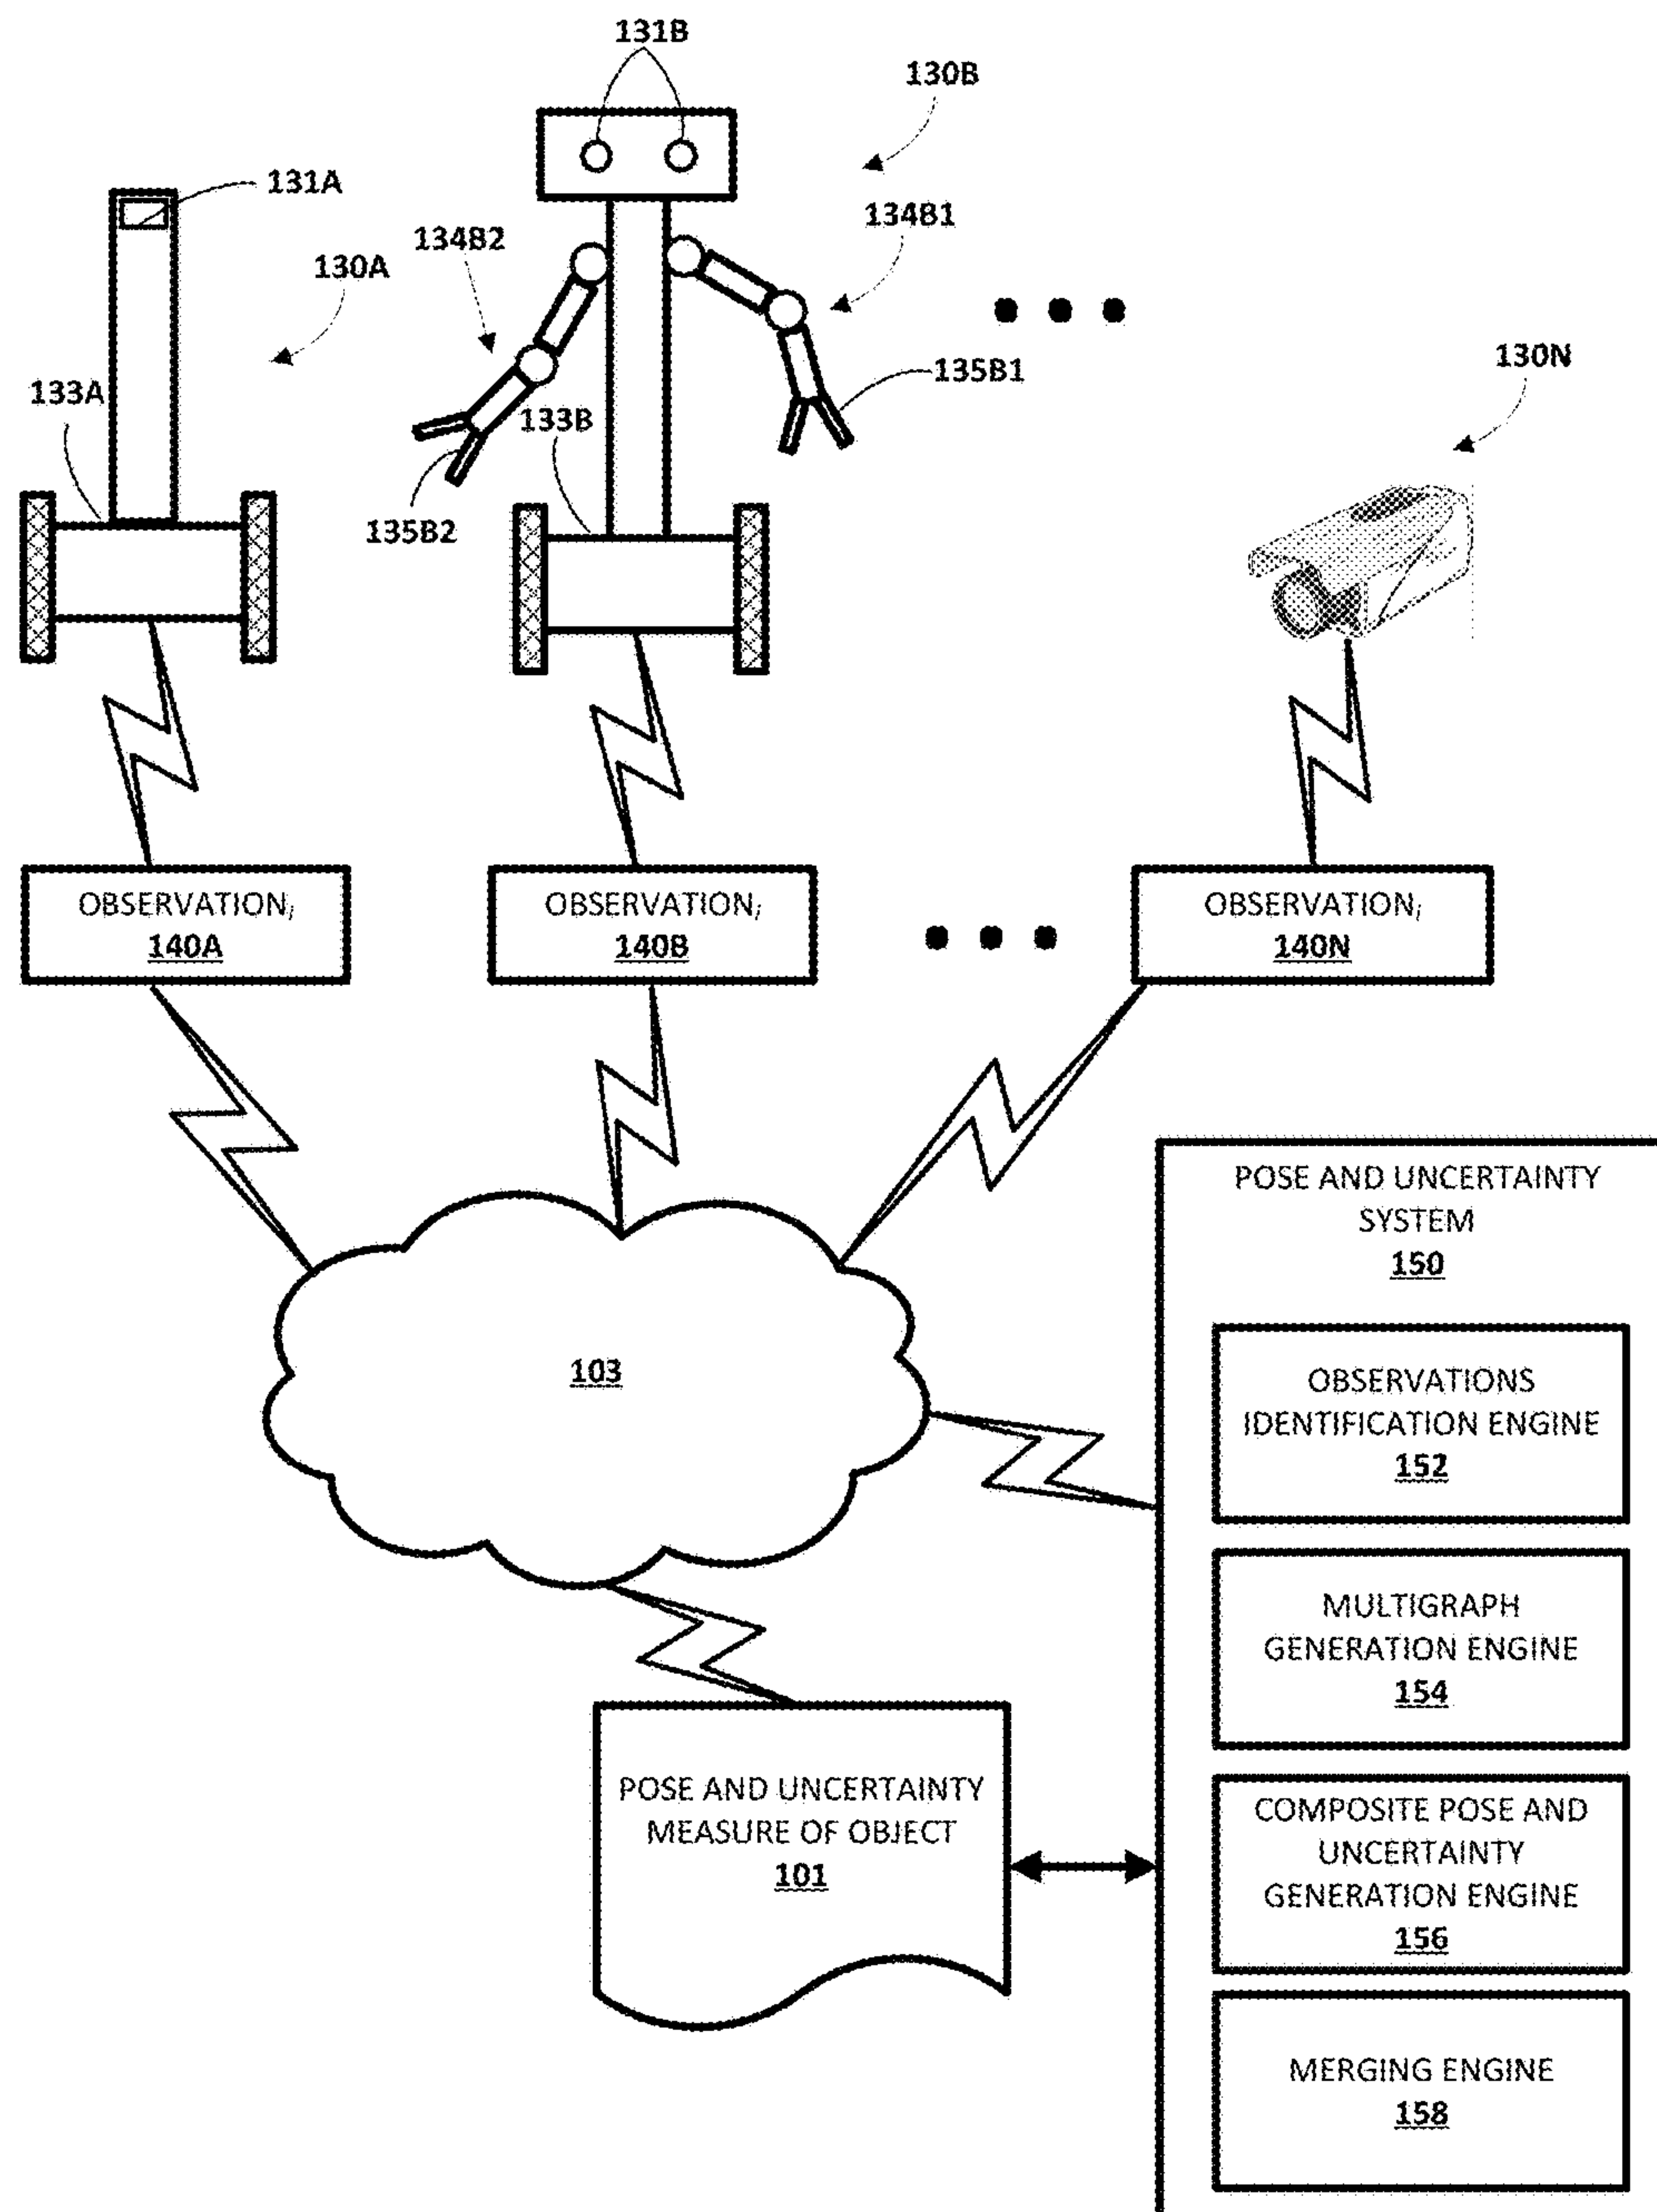 131B
130B
131A
134B2
134B1
130A
130N
133A
135B1
133B
135B2
OBSERVATIONᵢ
140A
OBSERVATIONᵢ
140B
OBSERVATIONᵢ
140N
POSE AND UNCERTAINTY
SYSTEM
150
103
OBSERVATIONS
IDENTIFICATION ENGINE
152
MULTIGRAPH
GENERATION ENGINE
154
POSE AND UNCERTAINTY
MEASURE OF OBJECT
101
COMPOSITE POSE AND
UNCERTAINTY
GENERATION ENGINE
156
MERGING ENGINE
158